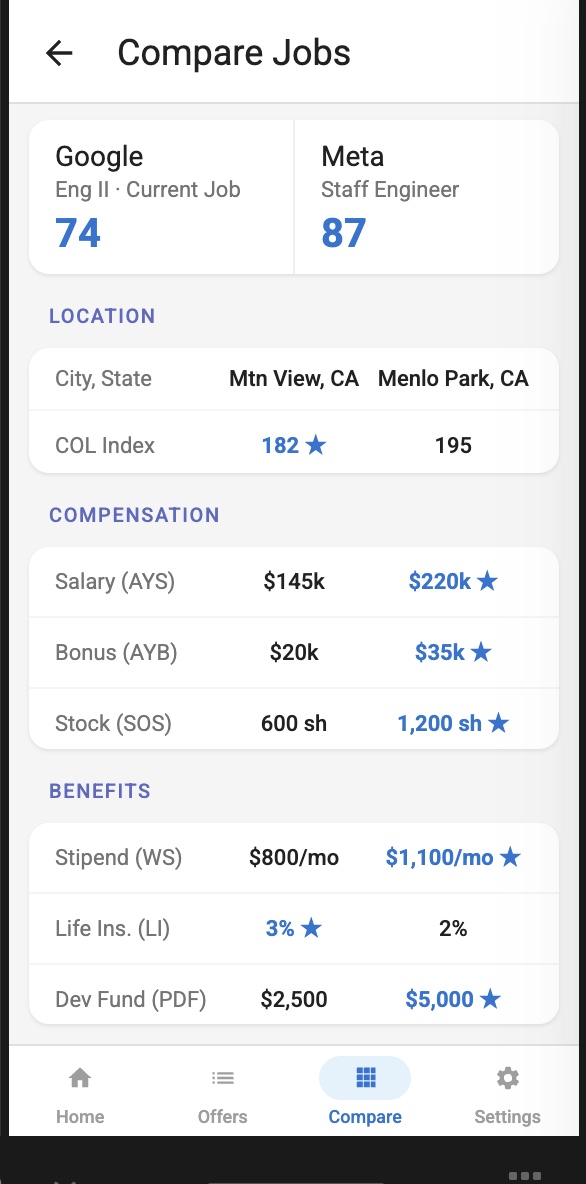 Compare Jobs
Google
Eng II · Current Job
74
Meta
Staff Engineer
87
LOCATION
City, State Mtn View, CA Menlo Park, CA
COL Index 182 ★ 195
COMPENSATION
Salary (AYS) $145k $220k ★
Bonus (AYB) $20k $35k ★
Stock (SOS) 600 sh 1,200 sh ★
BENEFITS
Stipend (WS) $800/mo $1,100/mo ★
Life Ins. (LI) 3% ★ 2%
Dev Fund (PDF) $2,500 $5,000 ★
Home Offers Compare Settings